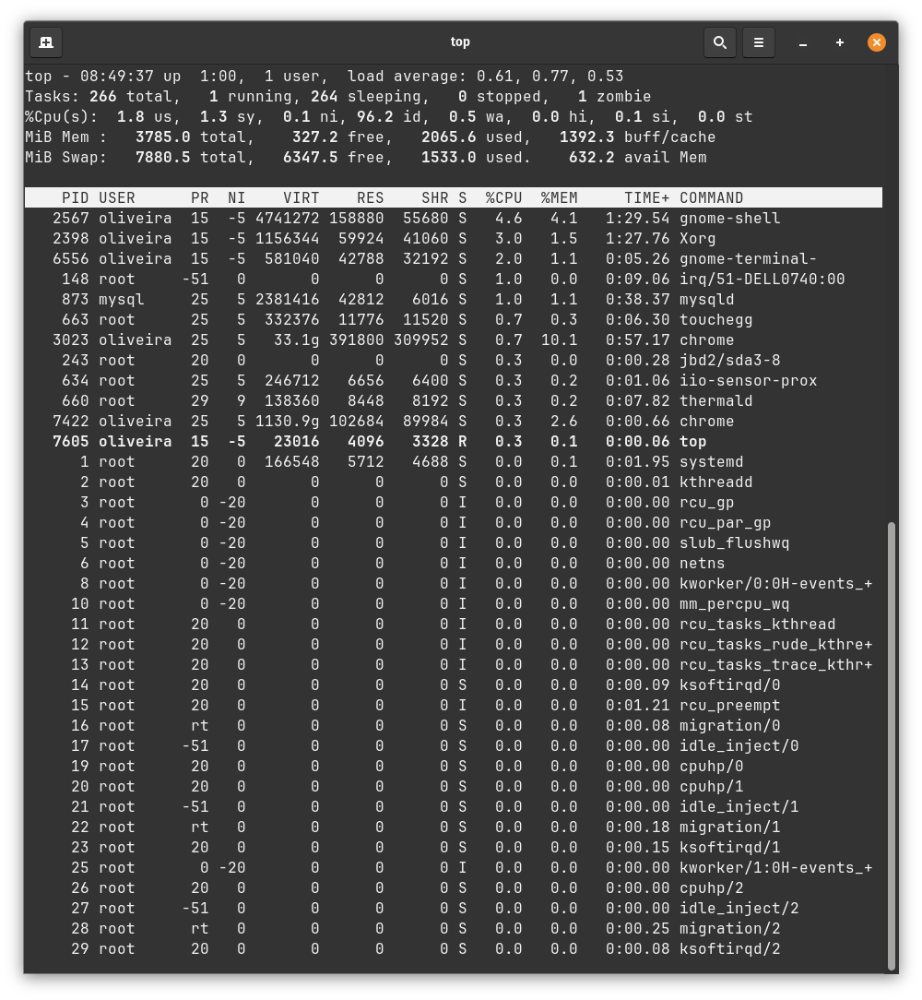 top
top - 08:49:37 up  1:00,  1 user,  load average: 0.61, 0.77, 0.53
Tasks: 266 total,   1 running, 264 sleeping,   0 stopped,   1 zombie
%Cpu(s):  1.8 us,  1.3 sy,  0.1 ni, 96.2 id,  0.5 wa,  0.0 hi,  0.1 si,  0.0 st
MiB Mem :   3785.0 total,    327.2 free,   2065.6 used,   1392.3 buff/cache
MiB Swap:   7880.5 total,   6347.5 free,   1533.0 used.    632.2 avail Mem
    PID USER      PR  NI    VIRT    RES    SHR S  %CPU  %MEM     TIME+ COMMAND
   2567 oliveira  15  -5 4741272 158880  55680 S   4.6   4.1   1:29.54 gnome-shell
   2398 oliveira  15  -5 1156344  59924  41060 S   3.0   1.5   1:27.76 Xorg
   6556 oliveira  15  -5  581040  42788  32192 S   2.0   1.1   0:05.26 gnome-terminal-
    148 root     -51   0       0      0      0 S   1.0   0.0   0:09.06 irq/51-DELL0740:00
    873 mysql     25   5 2381416  42812   6016 S   1.0   1.1   0:38.37 mysqld
    663 root      25   5  332376  11776  11520 S   0.7   0.3   0:06.30 touchegg
   3023 oliveira  25   5   33.1g 391800 309952 S   0.7  10.1   0:57.17 chrome
    243 root      20   0       0      0      0 S   0.3   0.0   0:00.28 jbd2/sda3-8
    634 root      25   5  246712   6656   6400 S   0.3   0.2   0:01.06 iio-sensor-prox
    660 root      29   9  138360   8448   8192 S   0.3   0.2   0:07.82 thermald
   7422 oliveira  25   5 1130.9g 102684  89984 S   0.3   2.6   0:00.66 chrome
   7605 oliveira  15  -5   23016   4096   3328 R   0.3   0.1   0:00.06 top
      1 root      20   0  166548   5712   4688 S   0.0   0.1   0:01.95 systemd
      2 root      20   0       0      0      0 S   0.0   0.0   0:00.01 kthreadd
      3 root       0 -20       0      0      0 I   0.0   0.0   0:00.00 rcu_gp
      4 root       0 -20       0      0      0 I   0.0   0.0   0:00.00 rcu_par_gp
      5 root       0 -20       0      0      0 I   0.0   0.0   0:00.00 slub_flushwq
      6 root       0 -20       0      0      0 I   0.0   0.0   0:00.00 netns
      8 root       0 -20       0      0      0 I   0.0   0.0   0:00.00 kworker/0:0H-events_+
     10 root       0 -20       0      0      0 I   0.0   0.0   0:00.00 mm_percpu_wq
     11 root      20   0       0      0      0 I   0.0   0.0   0:00.00 rcu_tasks_kthread
     12 root      20   0       0      0      0 I   0.0   0.0   0:00.00 rcu_tasks_rude_kthre+
     13 root      20   0       0      0      0 I   0.0   0.0   0:00.00 rcu_tasks_trace_kthr+
     14 root      20   0       0      0      0 S   0.0   0.0   0:00.09 ksoftirqd/0
     15 root      20   0       0      0      0 I   0.0   0.0   0:01.21 rcu_preempt
     16 root      rt   0       0      0      0 S   0.0   0.0   0:00.08 migration/0
     17 root     -51   0       0      0      0 S   0.0   0.0   0:00.00 idle_inject/0
     19 root      20   0       0      0      0 S   0.0   0.0   0:00.00 cpuhp/0
     20 root      20   0       0      0      0 S   0.0   0.0   0:00.00 cpuhp/1
     21 root     -51   0       0      0      0 S   0.0   0.0   0:00.00 idle_inject/1
     22 root      rt   0       0      0      0 S   0.0   0.0   0:00.18 migration/1
     23 root      20   0       0      0      0 S   0.0   0.0   0:00.15 ksoftirqd/1
     25 root       0 -20       0      0      0 I   0.0   0.0   0:00.00 kworker/1:0H-events_+
     26 root      20   0       0      0      0 S   0.0   0.0   0:00.00 cpuhp/2
     27 root     -51   0       0      0      0 S   0.0   0.0   0:00.00 idle_inject/2
     28 root      rt   0       0      0      0 S   0.0   0.0   0:00.25 migration/2
     29 root      20   0       0      0      0 S   0.0   0.0   0:00.08 ksoftirqd/2